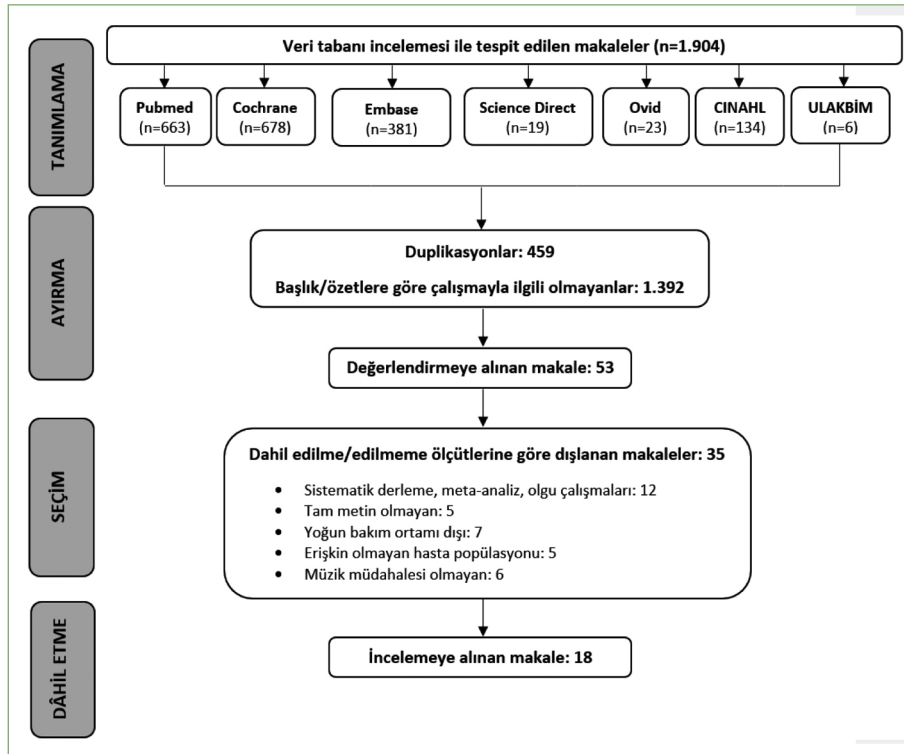 Veri tabanı incelemesi ile tespit edilen makaleler (n=1.904)
TANIMLAMA
Pubmed
(n=663)
Cochrane
(n=678)
Embase
(n=381)
Science Direct
(n=19)
Ovid
(n=23)
CINAHL
(n=134)
ULAKBİM
(n=6)
AYIRMA
Duplikasyonlar: 459
Başlık/özetlere göre çalışmayla ilgili olmayanlar: 1.392
Değerlendirmeye alınan makale: 53
SEÇİM
Dahil edilme/edilmeme ölçütlerine göre dışlanan makaleler: 35
• Sistematik derleme, meta-analiz, olgu çalışmaları: 12
• Tam metin olmayan: 5
• Yoğun bakım ortamı dışı: 7
• Erişkin olmayan hasta popülasyonu: 5
• Müzik müdahalesi olmayan: 6
DÂHİL ETME
İncelemeye alınan makale: 18